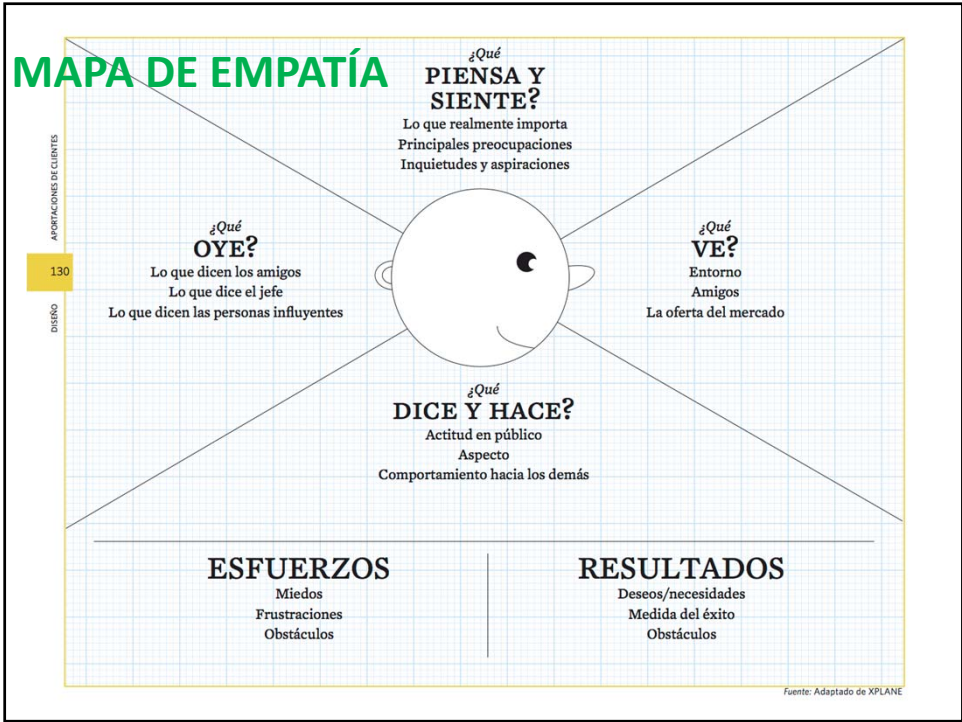 MAPA DE EMPATÍA
¿Qué
PIENSA Y
SIENTE?
Lo que realmente importa
Principales preocupaciones
Inquietudes y aspiraciones
APORTACIONES DE CLIENTES
130
DISEÑO
¿Qué
OYE?
Lo que dicen los amigos
Lo que dice el jefe
Lo que dicen las personas influyentes
¿Qué
VE?
Entorno
Amigos
La oferta del mercado
¿Qué
DICE Y HACE?
Actitud en público
Aspecto
Comportamiento hacia los demás
ESFUERZOS
Miedos
Frustraciones
Obstáculos
RESULTADOS
Deseos/necesidades
Medida del éxito
Obstáculos
Fuente: Adaptado de XPLANE